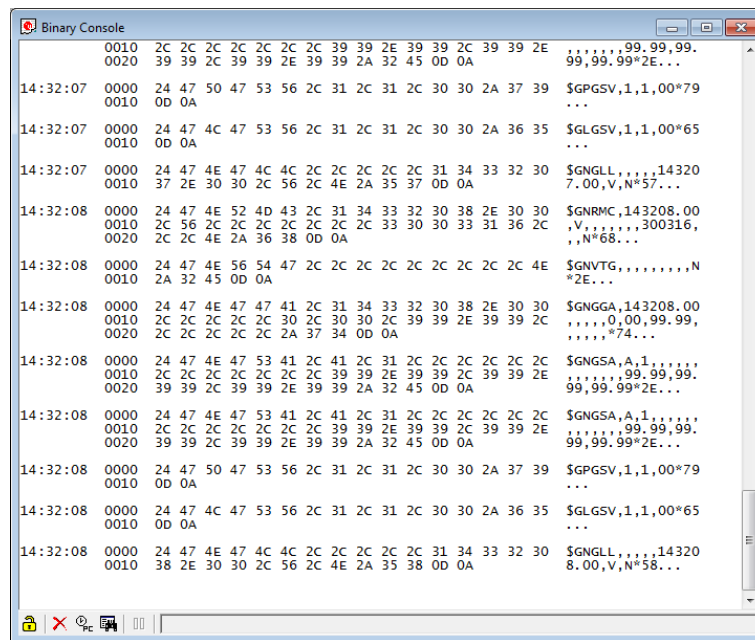 Binary Console
0010 2C 2C 2C 2C 2C 2C 2C 39 39 2E 39 39 2C 39 39 2E ,,,,,,,99.99,99.
0020 39 39 2C 39 39 2E 39 39 2A 32 45 0D 0A 99,99.99*2E...
14:32:07 0000 24 47 50 47 53 56 2C 31 2C 31 2C 30 30 2A 37 39 $GPGSV,1,1,00*79
0010 0D 0A ...
14:32:07 0000 24 47 4C 47 53 56 2C 31 2C 31 2C 30 30 2A 36 35 $GLGSV,1,1,00*65
0010 0D 0A ...
14:32:07 0000 24 47 4E 47 4C 4C 2C 2C 2C 2C 2C 31 34 33 32 30 $GNGLL,,,,,14320
0010 37 2E 30 30 2C 56 2C 4E 2A 35 37 0D 0A 7.00,V,N*57...
14:32:08 0000 24 47 4E 52 4D 43 2C 31 34 33 32 30 38 2E 30 30 $GNRMC,143208.00
0010 2C 56 2C 2C 2C 2C 2C 2C 2C 33 30 30 33 31 36 2C ,V,,,,,,,300316,
0020 2C 2C 4E 2A 36 38 0D 0A ,,N*68...
14:32:08 0000 24 47 4E 56 54 47 2C 2C 2C 2C 2C 2C 2C 2C 2C 4E $GNVTG,,,,,,,,,N
0010 2A 32 45 0D 0A *2E...
14:32:08 0000 24 47 4E 47 47 41 2C 31 34 33 32 30 38 2E 30 30 $GNGGA,143208.00
0010 2C 2C 2C 2C 2C 30 2C 30 30 2C 39 39 2E 39 39 2C ,,,,,0,00,99.99,
0020 2C 2C 2C 2C 2C 2A 37 34 0D 0A ,,,,,*74...
14:32:08 0000 24 47 4E 47 53 41 2C 41 2C 31 2C 2C 2C 2C 2C 2C $GNGSA,A,1,,,,,,
0010 2C 2C 2C 2C 2C 2C 2C 39 39 2E 39 39 2C 39 39 2E ,,,,,,,99.99,99.
0020 39 39 2C 39 39 2E 39 39 2A 32 45 0D 0A 99,99.99*2E...
14:32:08 0000 24 47 4E 47 53 41 2C 41 2C 31 2C 2C 2C 2C 2C 2C $GNGSA,A,1,,,,,,
0010 2C 2C 2C 2C 2C 2C 2C 39 39 2E 39 39 2C 39 39 2E ,,,,,,,99.99,99.
0020 39 39 2C 39 39 2E 39 39 2A 32 45 0D 0A 99,99.99*2E...
14:32:08 0000 24 47 50 47 53 56 2C 31 2C 31 2C 30 30 2A 37 39 $GPGSV,1,1,00*79
0010 0D 0A ...
14:32:08 0000 24 47 4C 47 53 56 2C 31 2C 31 2C 30 30 2A 36 35 $GLGSV,1,1,00*65
0010 0D 0A ...
14:32:08 0000 24 47 4E 47 4C 4C 2C 2C 2C 2C 2C 31 34 33 32 30 $GNGLL,,,,,14320
0010 38 2E 30 30 2C 56 2C 4E 2A 35 38 0D 0A 8.00,V,N*58...
PC